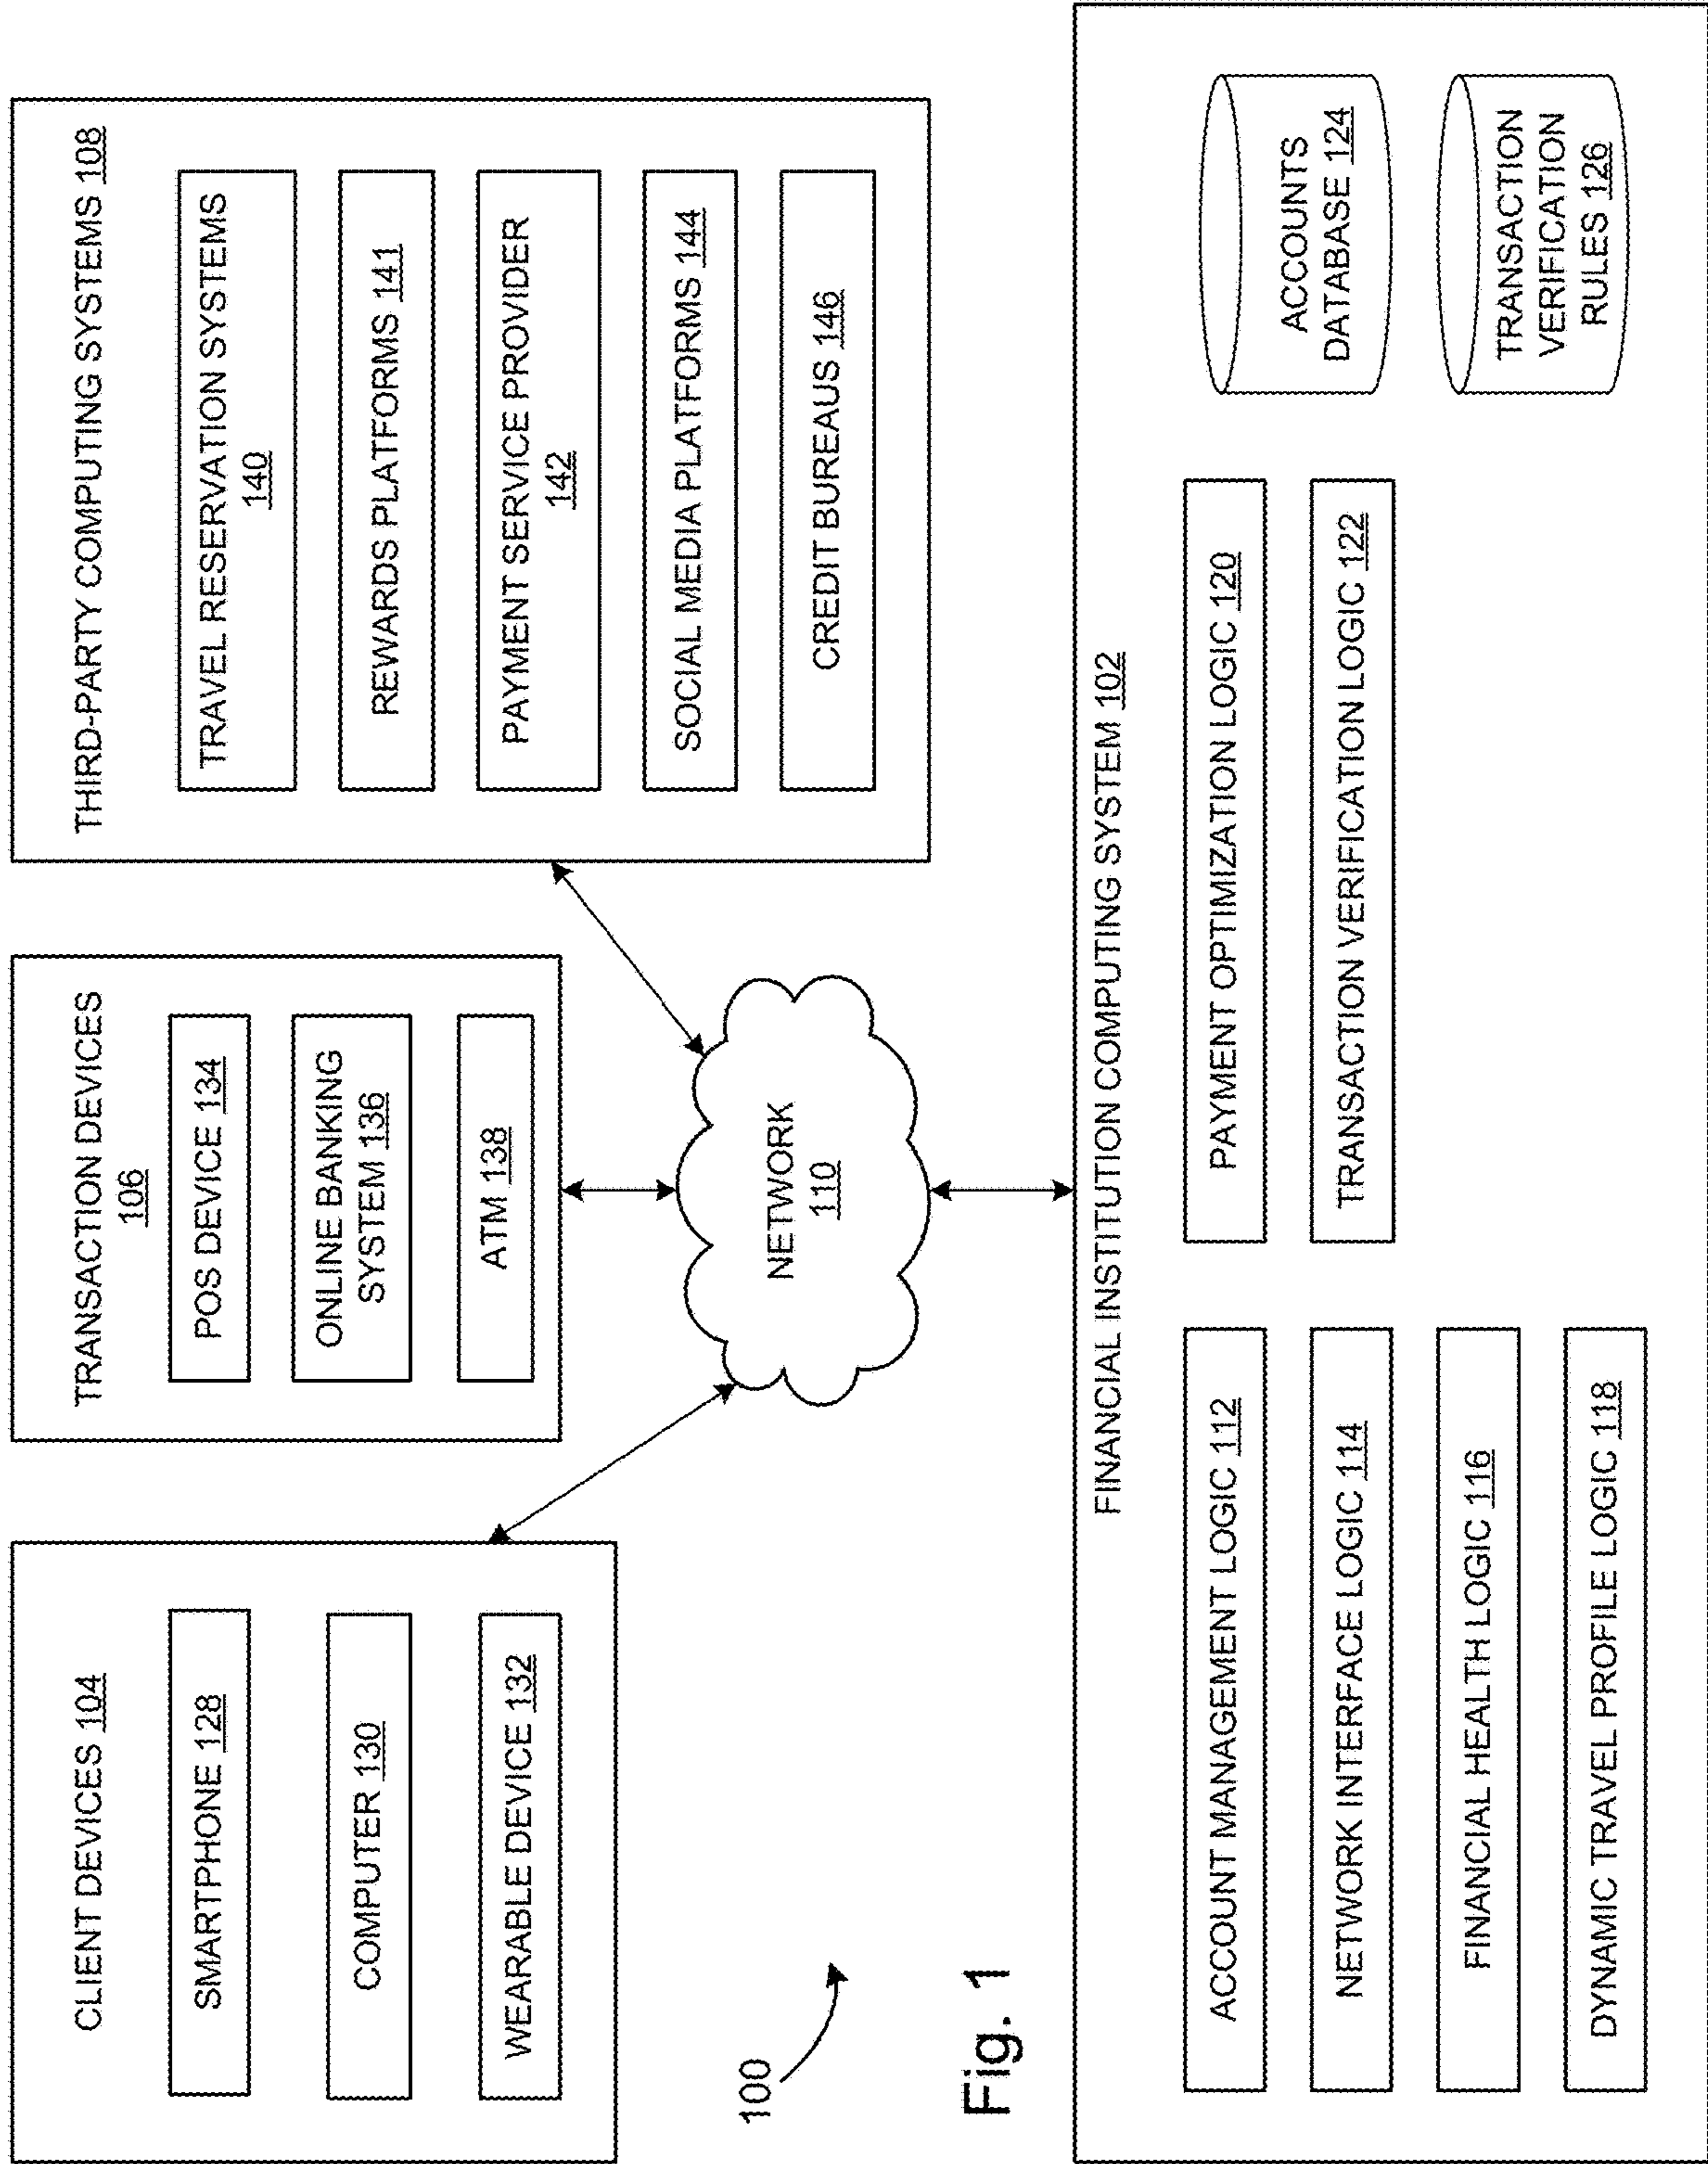 CLIENT DEVICES 104
SMARTPHONE 128
COMPUTER 130
WEARABLE DEVICE 132
TRANSACTION DEVICES
106
POS DEVICE 134
ONLINE BANKING
SYSTEM 136
ATM 138
THIRD-PARTY COMPUTING SYSTEMS 108
TRAVEL RESERVATION SYSTEMS
140
REWARDS PLATFORMS 141
PAYMENT SERVICE PROVIDER
142
SOCIAL MEDIA PLATFORMS 144
CREDIT BUREAUS 146
NETWORK
110
100
Fig. 1
FINANCIAL INSTITUTION COMPUTING SYSTEM 102
ACCOUNT MANAGEMENT LOGIC 112
NETWORK INTERFACE LOGIC 114
FINANCIAL HEALTH LOGIC 116
DYNAMIC TRAVEL PROFILE LOGIC 118
PAYMENT OPTIMIZATION LOGIC 120
TRANSACTION VERIFICATION LOGIC 122
ACCOUNTS
DATABASE 124
TRANSACTION
VERIFICATION
RULES 126